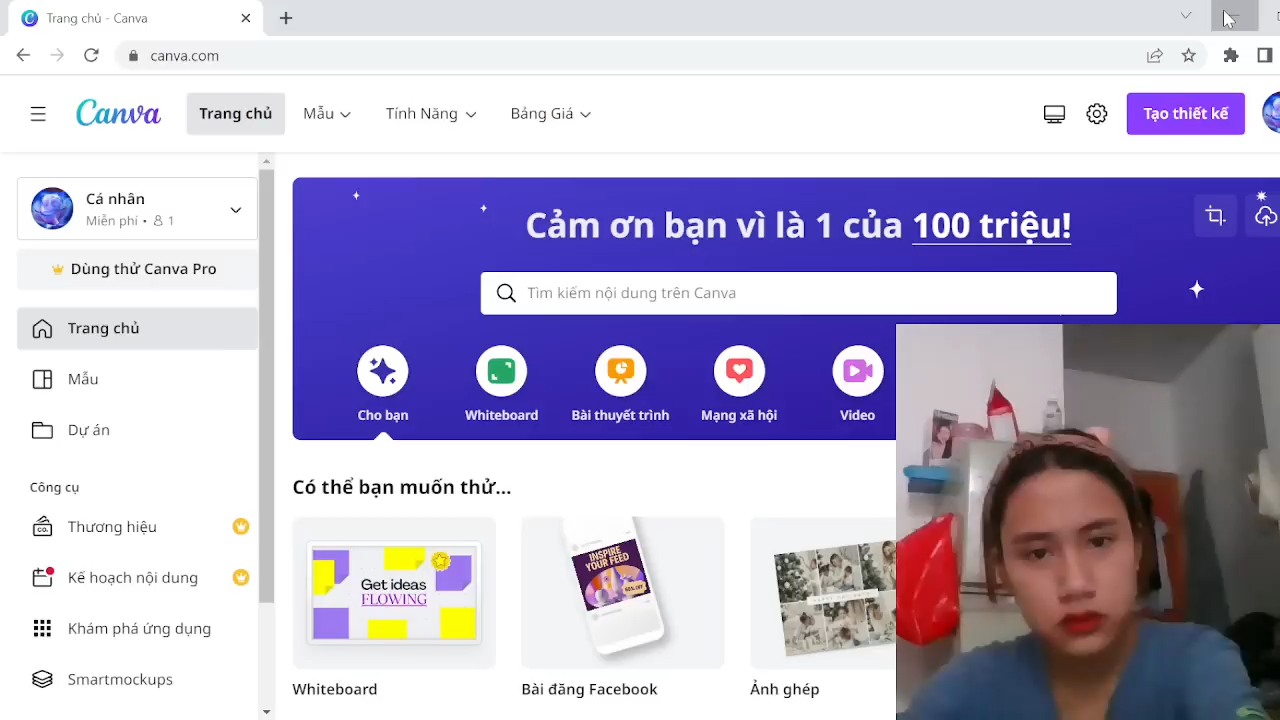 Trang chủ - Canva
canva.com
Canva
Trang chủ
Mẫu
Tính Năng
Bảng Giá
Tạo thiết kế
Cá nhân
Miễn phí • 1
Dùng thử Canva Pro
Trang chủ
Mẫu
Dự án
Công cụ
Thương hiệu
Kế hoạch nội dung
Khám phá ứng dụng
Smartmockups
Cảm ơn bạn vì là 1 của 100 triệu!
Tìm kiếm nội dung trên Canva
Cho bạn
Whiteboard
Bài thuyết trình
Mạng xã hội
Video
Có thể bạn muốn thử...
Get ideas
FLOWING
INSPIRE
YOUR FEED
Whiteboard
Bài đăng Facebook
Ảnh ghép